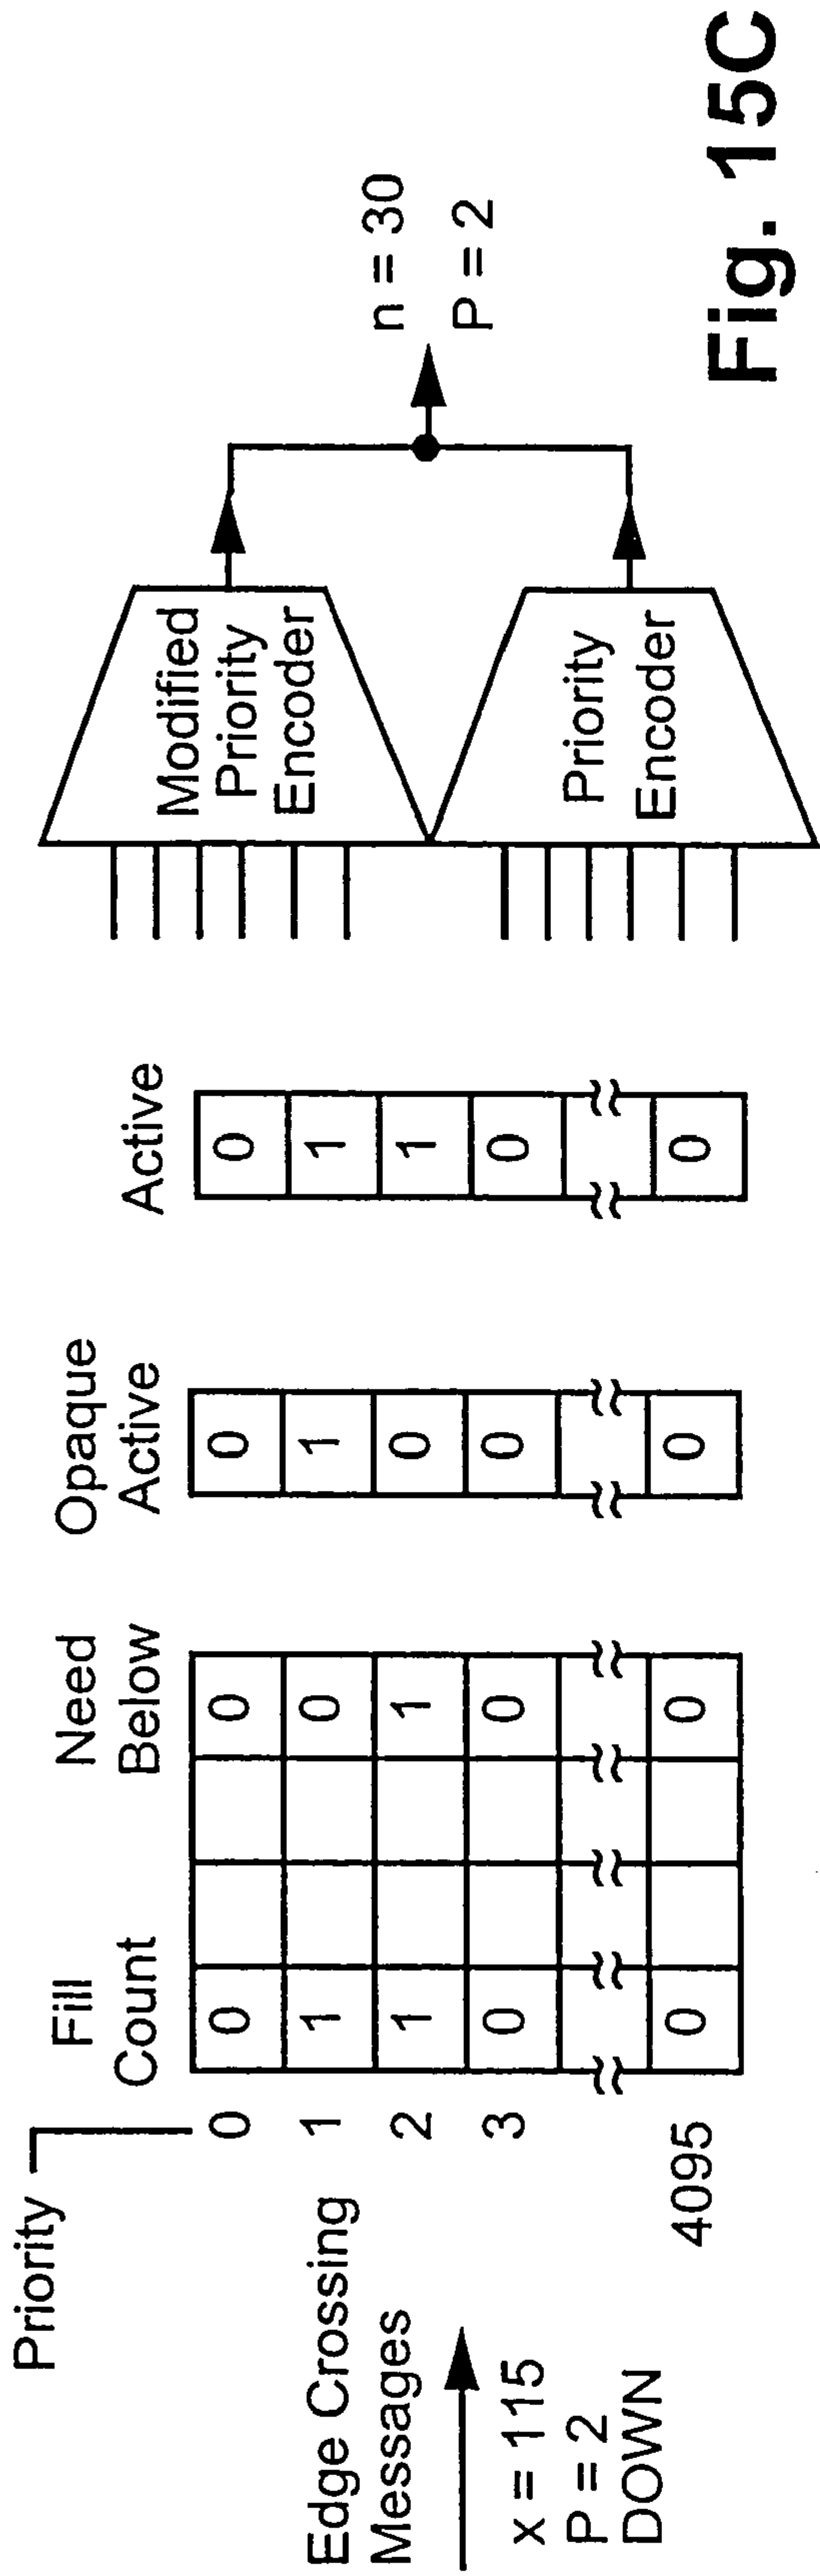 Priority
Edge Crossing
Messages
x = 115
P = 2
DOWN
Fill
Count
Need
Below
Opaque
Active
Active
0 0 0 0 0
1 1 0 1 1
2 1 1 0 1
3 0 0 0 0
4095 0 0 0 0
Modified
Priority
Encoder
Priority
Encoder
n = 30
P = 2
Fig. 15C